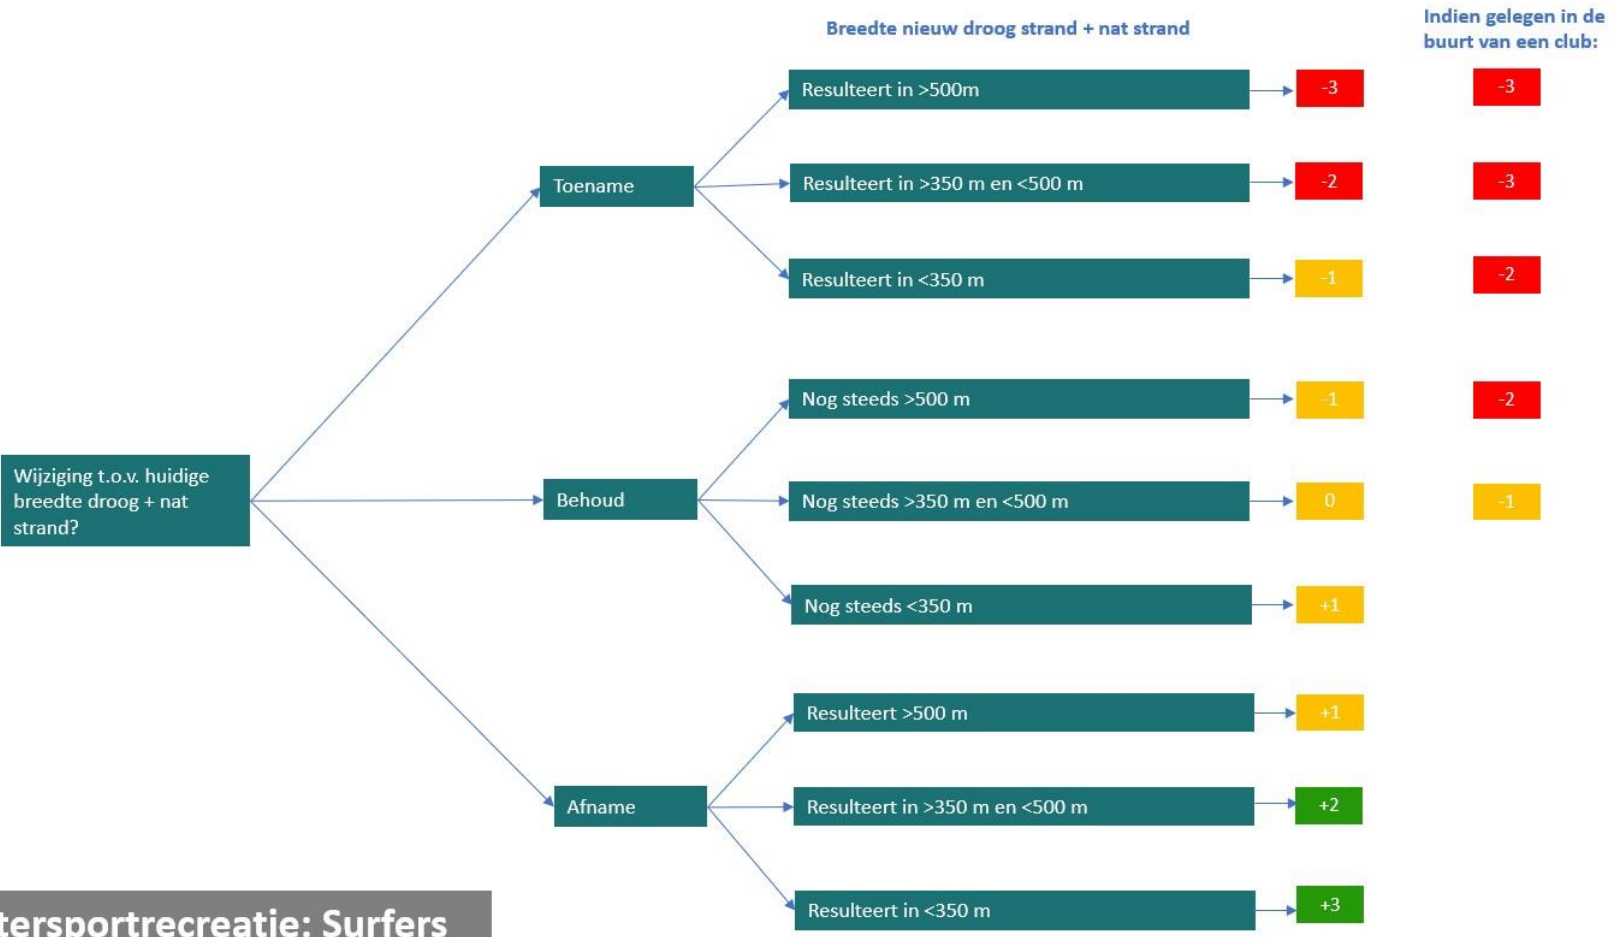 Breedte nieuw droog strand + nat strand
Indien gelegen in de
buurt van een club:
Resulteert in >500m
-3
-3
Toename
Resulteert in >350 m en <500 m
-2
-3
Resulteert in <350 m
-1
-2
Nog steeds >500 m
-1
-2
Wijziging t.o.v. huidige
breedte droog + nat
strand?
Behoud
Nog steeds >350 m en <500 m
0
-1
Nog steeds <350 m
+1
Resulteert >500 m
+1
Afname
Resulteert in >350 m en <500 m
+2
Resulteert in <350 m
+3
tersportrecreatie: Surfers